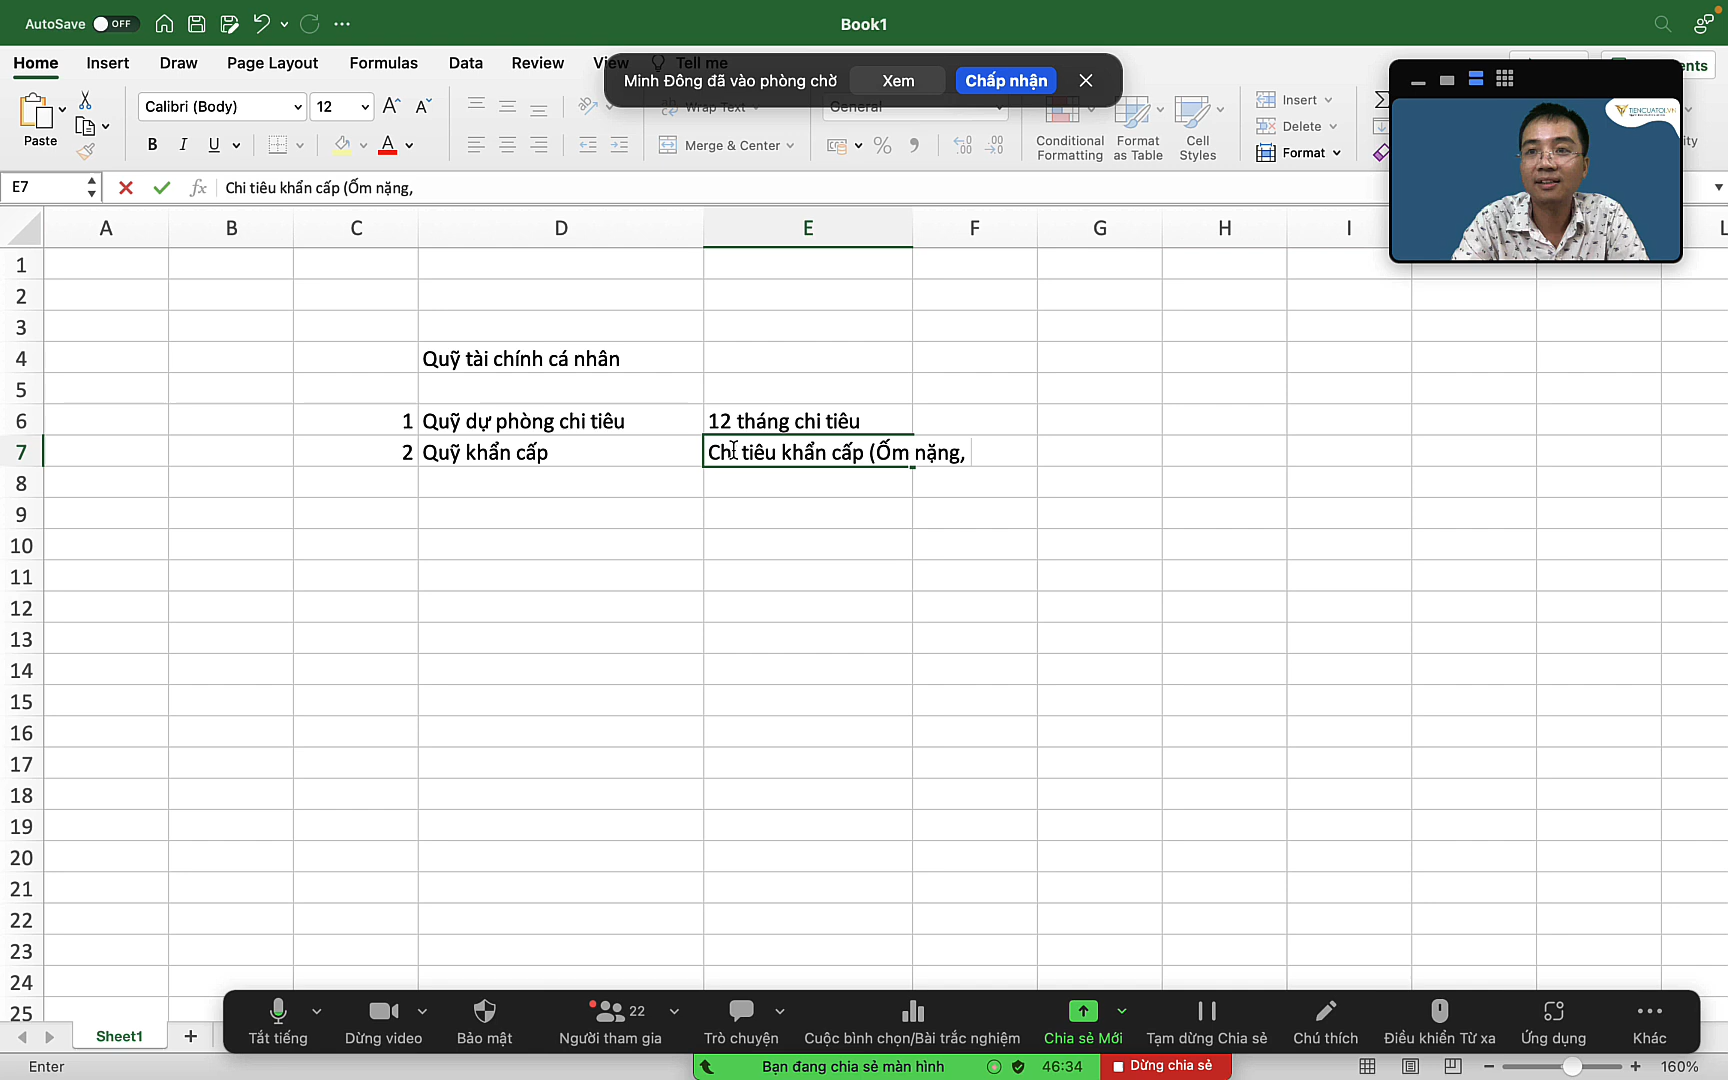 AutoSave OFF
Book1
Home Insert Draw Page Layout Formulas Data Review View Tell me
Minh Đông đã vào phòng chờ Xem Chấp nhận
Calibri (Body) 12 Wrap Text General Insert
Paste B I U Merge & Center % Conditional Formatting Format as Table Cell Styles Delete Format
TIENCUATOI.VN
E7 fx Chi tiêu khẩn cấp (Ốm nặng,
A B C D E F G H I L
1
2
3
4 Quỹ tài chính cá nhân
5
6 1 Quỹ dự phòng chi tiêu 12 tháng chi tiêu
7 2 Quỹ khẩn cấp Chi tiêu khẩn cấp (Ốm nặng,
8
9
10
11
12
13
14
15
16
17
18
19
20
21
22
23
24
25
22
Tắt tiếng Dừng video Bảo mật Người tham gia Trò chuyện Cuộc bình chọn/Bài trắc nghiệm Chia sẻ Mới Tạm dừng Chia sẻ Chú thích Điều khiển Từ xa Ứng dụng Khác
Sheet1
Enter Bạn đang chia sẻ màn hình 46:34 Dừng chia sẻ 160%